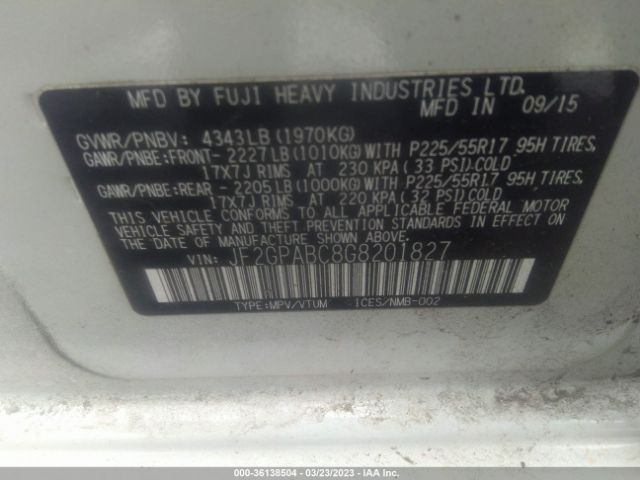 MFD BY FUJI HEAVY INDUSTRIES LTD.
MFD IN 09/15
GVWR/PNBV: 4343LB (1970KG)
GAWR/PNBE:FRONT- 2227LB (1010KG) WITH P225/55R17 95H TIRES,
17X7J RIMS AT 230 KPA (33 PSI) COLD
GAWR/PNBE:REAR - 2205LB (1000KG) WITH P225/55R17 95H TIRES,
17X7J RIMS AT 220 KPA (32 PSI) COLD
THIS VEHICLE CONFORMS TO ALL APPLICABLE FEDERAL MOTOR
VEHICLE SAFETY AND THEFT PREVENTION STANDARDS IN EFFECT ON
THE DATE OF MANUFACTURE SHOWN ABOVE.
VIN: JF2GPABC8G8201827
TYPE:MPV/VTUM ICES/NMB-002
000-36138504 - 03/23/2023 - IAA Inc.